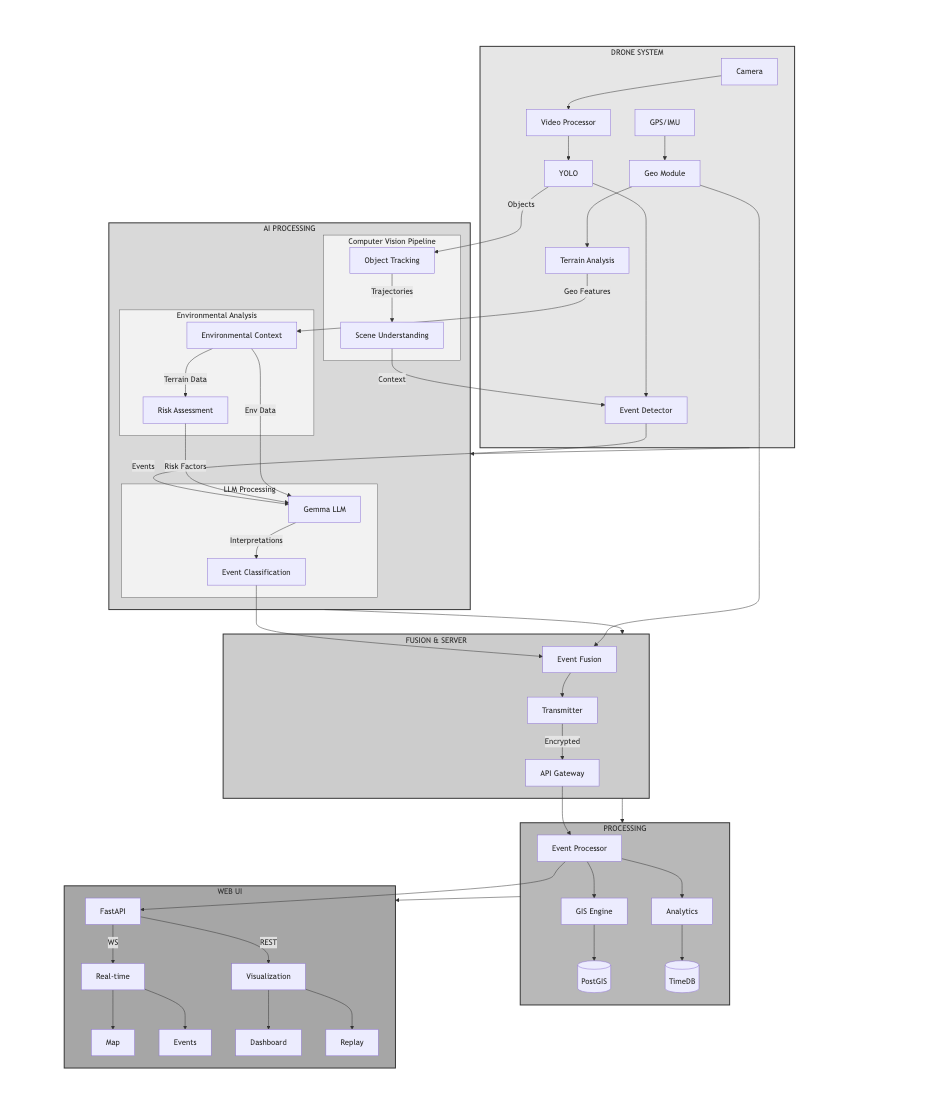 DRONE SYSTEM
Camera
Video Processor
GPS/IMU
YOLO
Geo Module
Objects
Terrain Analysis
Geo Features
Event Detector
AI PROCESSING
Computer Vision Pipeline
Object Tracking
Trajectories
Scene Understanding
Context
Environmental Analysis
Environmental Context
Terrain Data
Risk Assessment
Env Data
Events
Risk Factors
LLM Processing
Gemma LLM
Interpretations
Event Classification
FUSION & SERVER
Event Fusion
Transmitter
Encrypted
API Gateway
PROCESSING
Event Processor
GIS Engine
Analytics
PostGIS
TimeDB
WEB UI
FastAPI
WS
REST
Real-time
Visualization
Map
Events
Dashboard
Replay